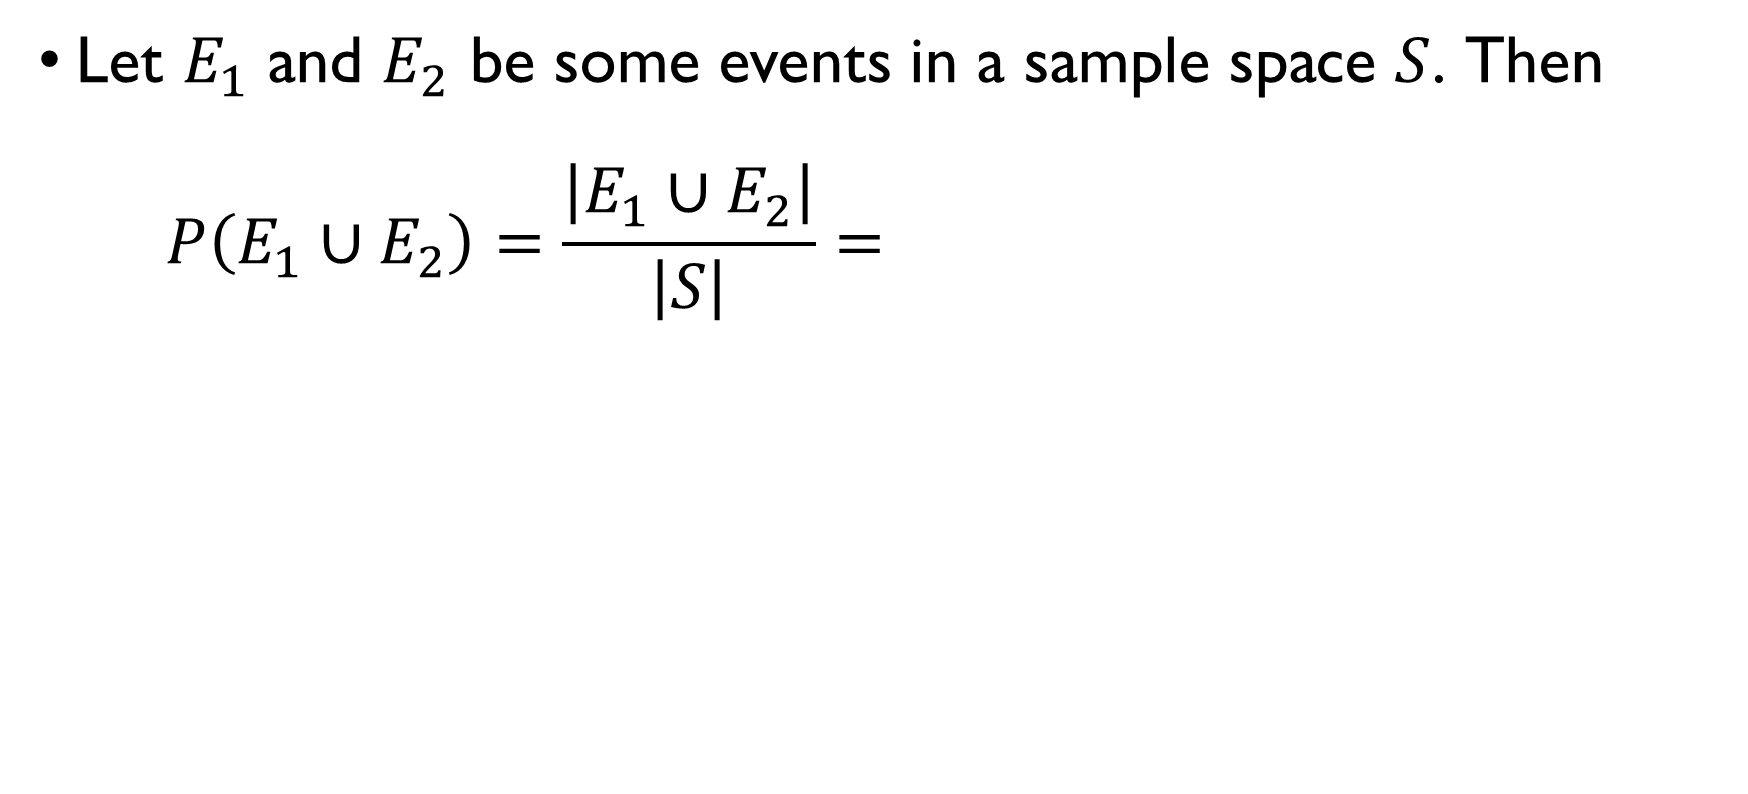 • Let E₁ and E₂ be some events in a sample space S. Then
P(E₁ ∪ E₂) = |E₁ ∪ E₂| / |S| =